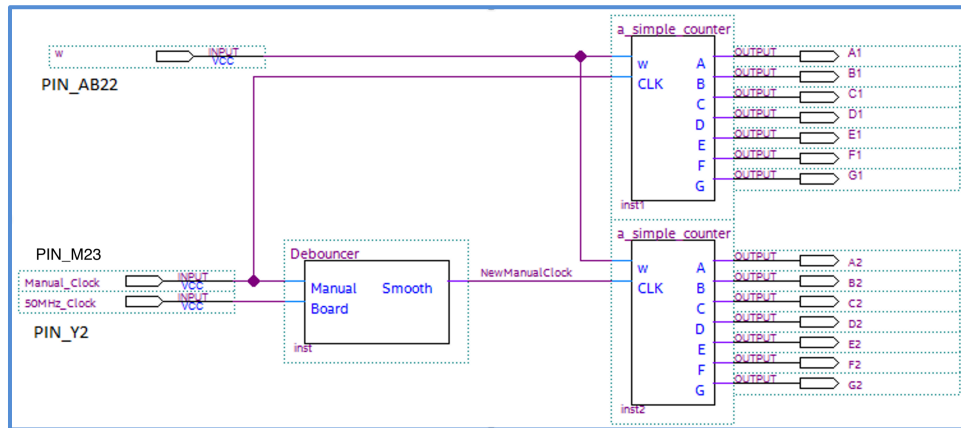 a_simple_counter
w INPUT VCC
PIN_AB22
w
CLK
A
B
C
D
E
F
G
OUTPUT A1
OUTPUT B1
OUTPUT C1
OUTPUT D1
OUTPUT E1
OUTPUT F1
OUTPUT G1
inst1
PIN_M23
Manual_Clock INPUT VCC
50MHz_Clock INPUT VCC
PIN_Y2
Debouncer
Manual Smooth
Board
inst
NewManualClock
a_simple_counter
w
CLK
A
B
C
D
E
F
G
OUTPUT A2
OUTPUT B2
OUTPUT C2
OUTPUT D2
OUTPUT E2
OUTPUT F2
OUTPUT G2
inst2